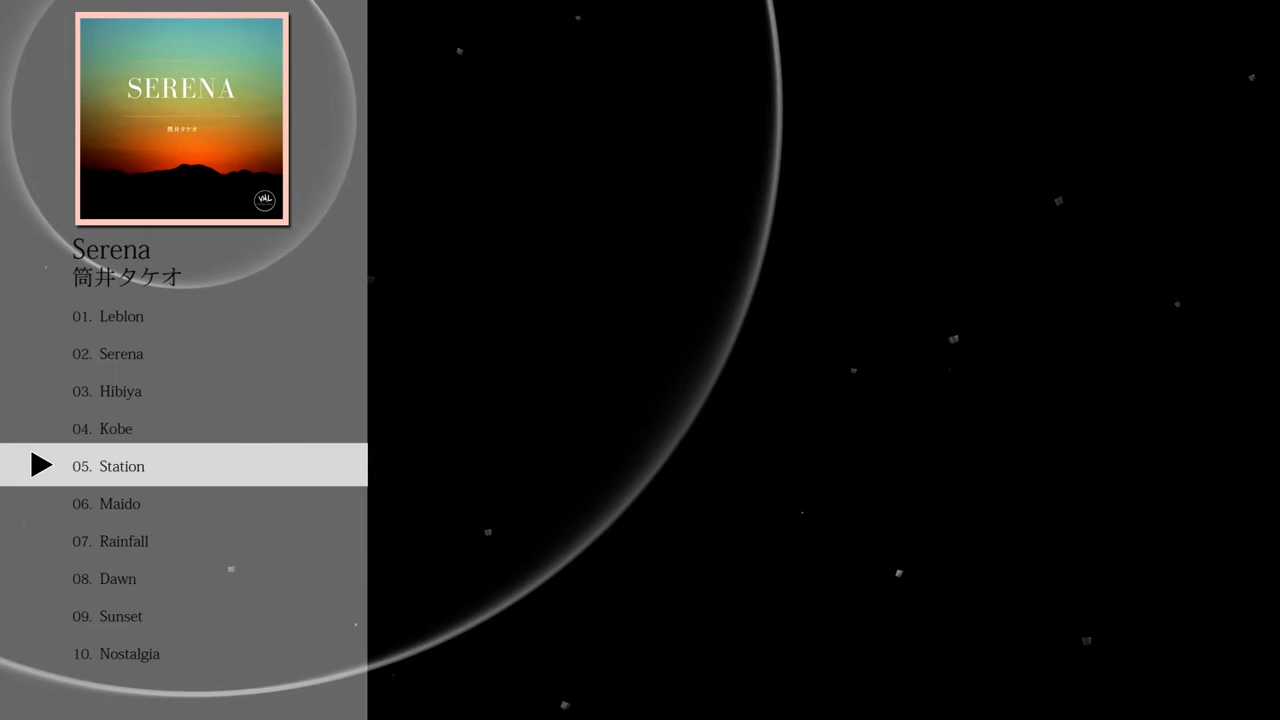 SERENA
筒井タケオ
VAL
Serena
筒井タケオ
01. Leblon
02. Serena
03. Hibiya
04. Kobe
05. Station
06. Maido
07. Rainfall
08. Dawn
09. Sunset
10. Nostalgia